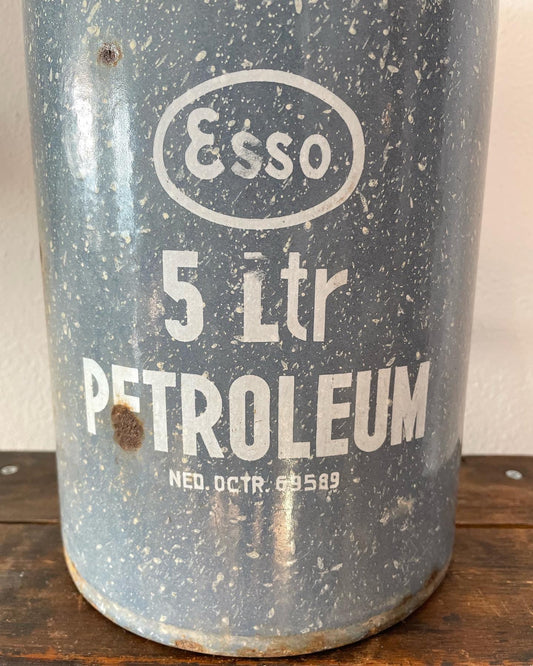 Esso
5 Ltr
PETROLEUM
NED. OCTR. 69589